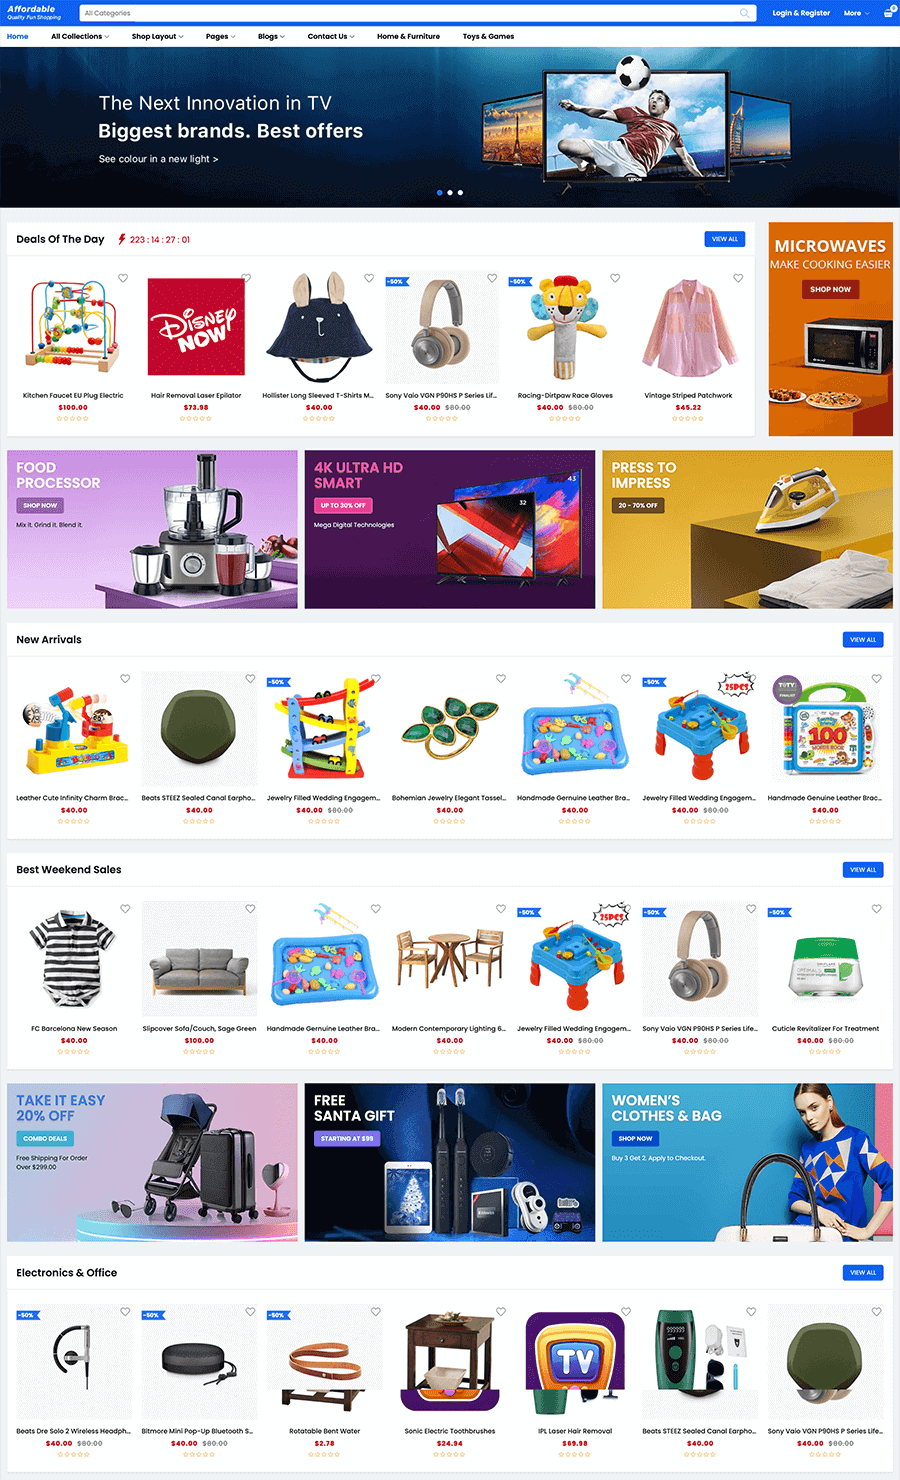 Affordable
Quality Fun Shopping
All Categories
Login & Register
More
0
Home
All Collections
Shop Layout
Pages
Blogs
Contact Us
Home & Furniture
Toys & Games
The Next Innovation in TV
Biggest brands. Best offers
See colour in a new light >
Deals Of The Day
223 : 14 : 27 : 01
VIEW ALL
MICROWAVES
MAKE COOKING EASIER
SHOP NOW
DISNEY
NOW
-50%
-50%
Kitchen Faucet EU Plug Electric
$100.00
Hair Removal Laser Epilator
$73.98
Hollister Long Sleeved T-Shirts M...
$40.00
Sony Vaio VGN P90HS P Series Lif...
$40.00 $80.00
Racing-Dirtpaw Race Gloves
$40.00 $80.00
Vintage Striped Patchwork
$45.22
FOOD
PROCESSOR
SHOP NOW
Mix it. Grind it. Blend it.
4K ULTRA HD
SMART
UP TO 30% OFF
Mega Digital Technologies
32
43
PRESS TO
IMPRESS
20 - 70% OFF
New Arrivals
VIEW ALL
-50%
-50%
25PCS
TOTY
FINALIST
100
WORDS BOOK
Leather Cute Infinity Charm Brac...
$40.00
Beats STEEZ Sealed Canal Earpho...
$40.00
Jewelry Filled Wedding Engagem...
$40.00 $80.00
Bohemian Jewelry Elegant Tassel...
$40.00
Handmade Gernuine Leather Bra...
$40.00
Jewelry Filled Wedding Engagem...
$40.00 $80.00
Handmade Genuine Leather Brac...
$40.00
Best Weekend Sales
VIEW ALL
-50%
25PCS
-50%
-50%
OPTIMALS
FC Barcelona New Season
$40.00
Slipcover Sofa/Couch, Sage Green
$100.00
Handmade Gernuine Leather Bra...
$40.00
Modern Contemporary Lighting 6...
$40.00
Jewelry Filled Wedding Engagem...
$40.00 $80.00
Sony Vaio VGN P90HS P Series Life...
$40.00 $80.00
Cuticle Revitalizer For Treatment
$40.00 $80.00
TAKE IT EASY
20% OFF
COMBO DEALS
Free Shipping For Order
Over $299.00
FREE
SANTA GIFT
STARTING AT $99
WOMEN'S
CLOTHES & BAG
SHOP NOW
Buy 3 Get 2. Apply to Checkout.
Electronics & Office
VIEW ALL
-50%
-50%
-50%
TV
Beats Dre Solo 2 Wireless Headph...
$40.00 $80.00
Bitmore Mini Pop-Up Bluetooth S...
$40.00 $80.00
Rotatable Bent Water
$2.78
Sonic Electric Toothbrushes
$24.94
IPL Laser Hair Removal
$69.98
Beats STEEZ Sealed Canal Earpho...
$40.00
Sony Vaio VGN P90HS P Series Life...
$40.00 $80.00